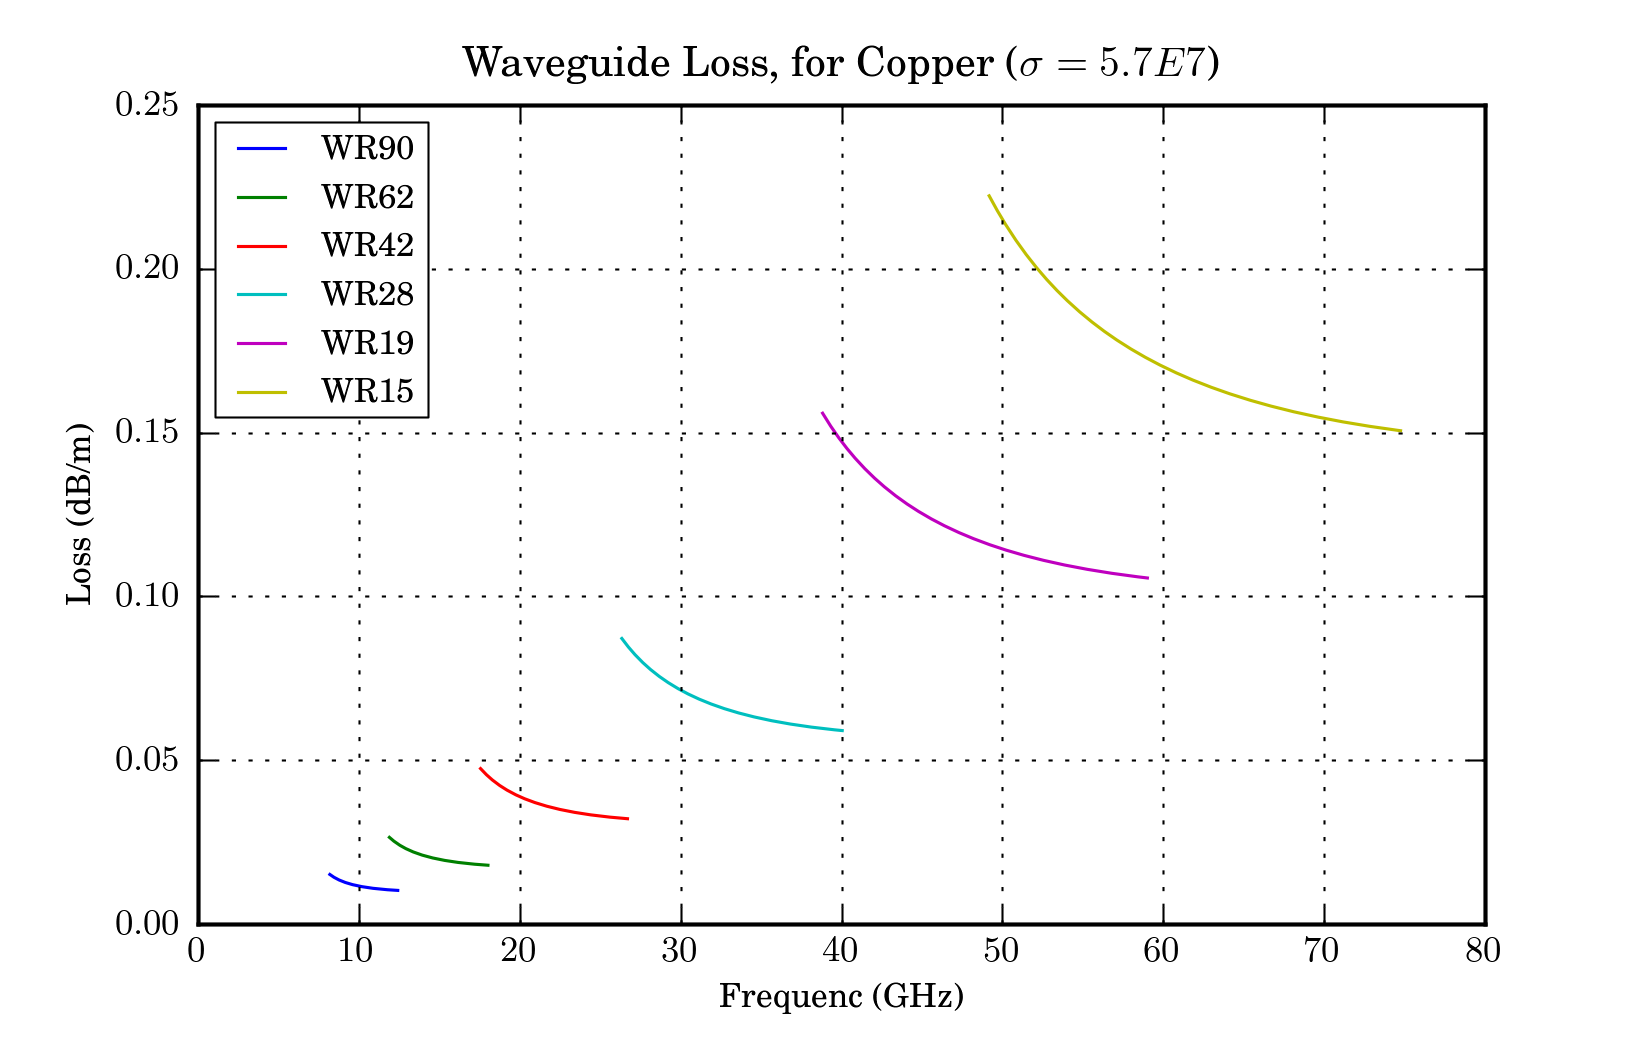 Waveguide Loss, for Copper (σ = 5.7E7)
0.25
0.20
0.15
0.10
0.05
0.00
Loss (dB/m)
WR90
WR62
WR42
WR28
WR19
WR15
0 10 20 30 40 50 60 70 80
Frequenc (GHz)